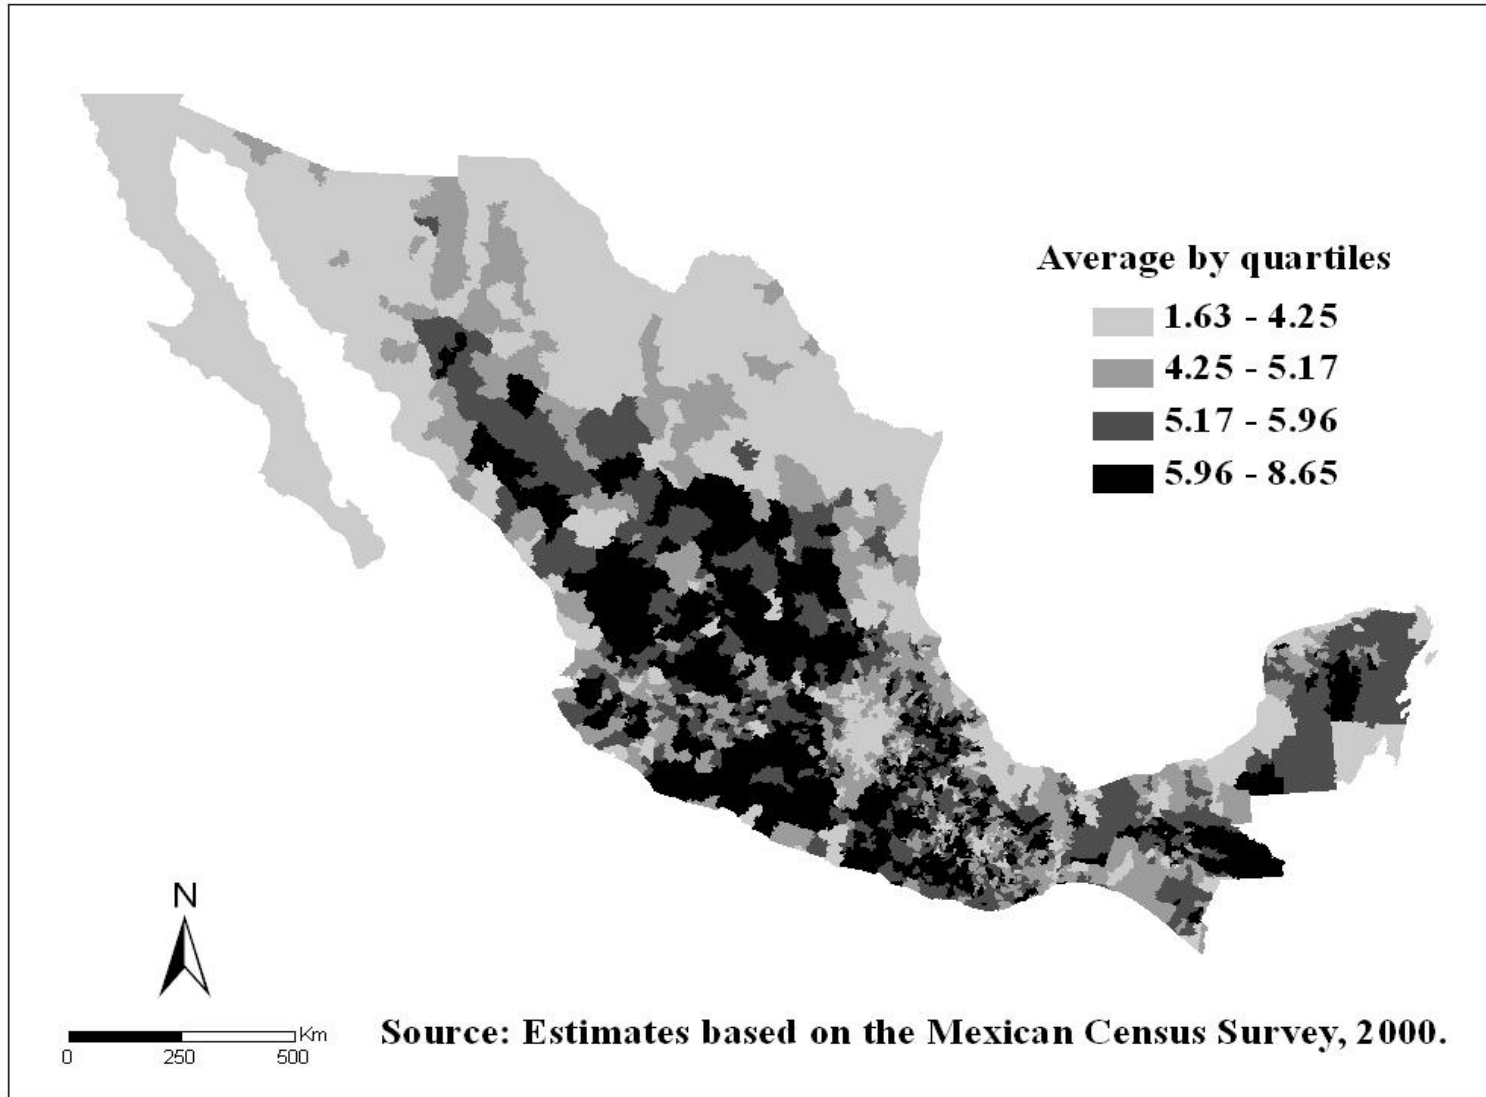 Average by quartiles
1.63 - 4.25
4.25 - 5.17
5.17 - 5.96
5.96 - 8.65
N
Km
0 250 500
Source: Estimates based on the Mexican Census Survey, 2000.